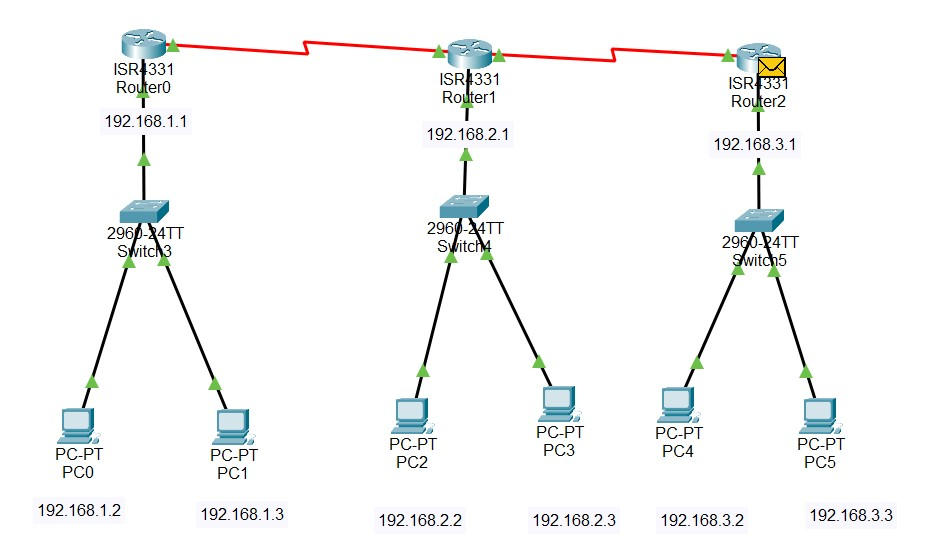 ISR4331
Router0
ISR4331
Router1
ISR4331
Router2
192.168.1.1
192.168.2.1
192.168.3.1
2960-24TT
Switch3
2960-24TT
Switch4
2960-24TT
Switch5
PC-PT
PC0
PC-PT
PC1
PC-PT
PC2
PC-PT
PC3
PC-PT
PC4
PC-PT
PC5
192.168.1.2
192.168.1.3
192.168.2.2
192.168.2.3
192.168.3.2
192.168.3.3